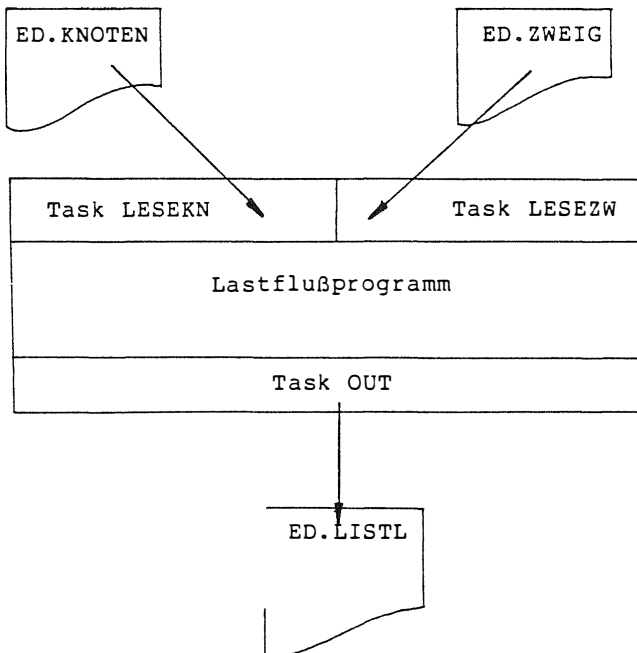 ED.KNOTEN
ED.ZWEIG
Task LESEKN
Task LESEZW
Lastflußprogramm
Task OUT
ED.LISTL